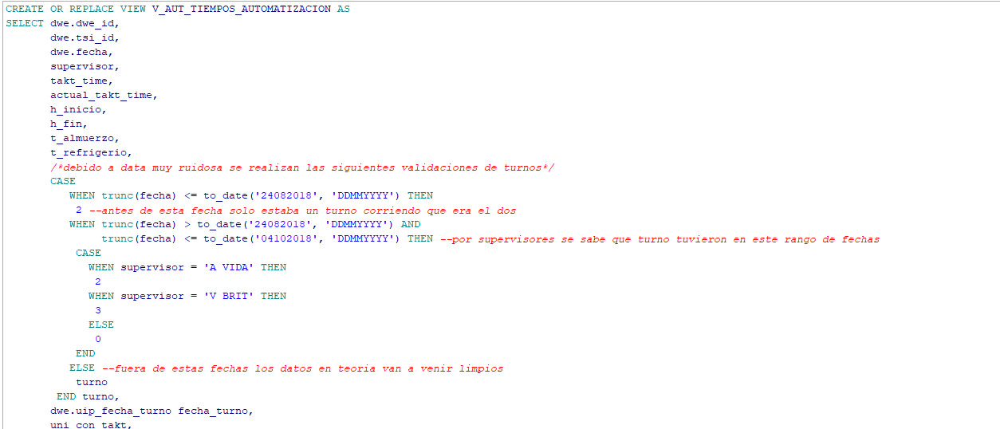 CREATE OR REPLACE VIEW V_AUT_TIEMPOS_AUTOMATIZACION AS
SELECT dwe.dwe_id,
dwe.tsi_id,
dwe.fecha,
supervisor,
takt_time,
actual_takt_time,
h_inicio,
h_fin,
t_almuerzo,
t_refrigerio,
/*debido a data muy ruidosa se realizan las siguientes validaciones de turnos*/
CASE
WHEN trunc(fecha) <= to_date('24082018', 'DDMMYYYY') THEN
2 --antes de esta fecha solo estaba un turno corriendo que era el dos
WHEN trunc(fecha) > to_date('24082018', 'DDMMYYYY') AND
trunc(fecha) <= to_date('04102018', 'DDMMYYYY') THEN --por supervisores se sabe que turno tuvieron en este rango de fechas
CASE
WHEN supervisor = 'A VIDA' THEN
2
WHEN supervisor = 'V BRIT' THEN
3
ELSE
0
END
ELSE --fuera de estas fechas los datos en teoria van a venir limpios
turno
END turno,
dwe.uip_fecha_turno fecha_turno,
uni_con_takt,